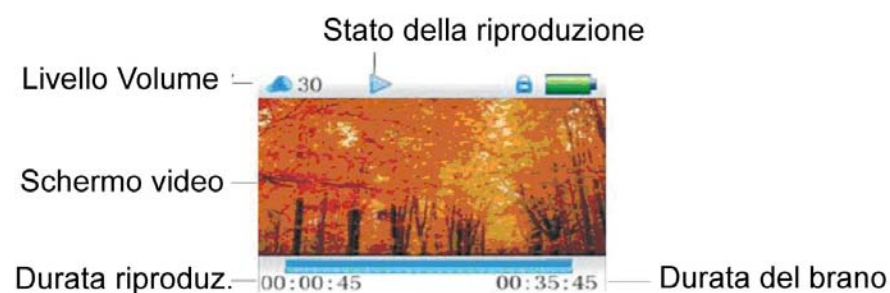 Stato della riproduzione
Livello Volume
30
Schermo video
Durata riproduz.
00:00:45
00:35:45
Durata del brano